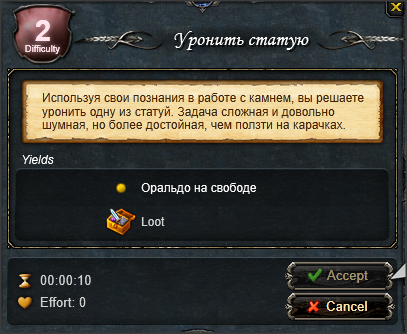 2
Difficulty
Уронить статую
Используя свои познания в работе с камнем, вы решаете
уронить одну из статуй. Задача сложная и довольно
шумная, но более достойная, чем ползти на карачках.
Yields
Оральдо на свободе
Loot
00:00:10
Accept
Effort: 0
Cancel